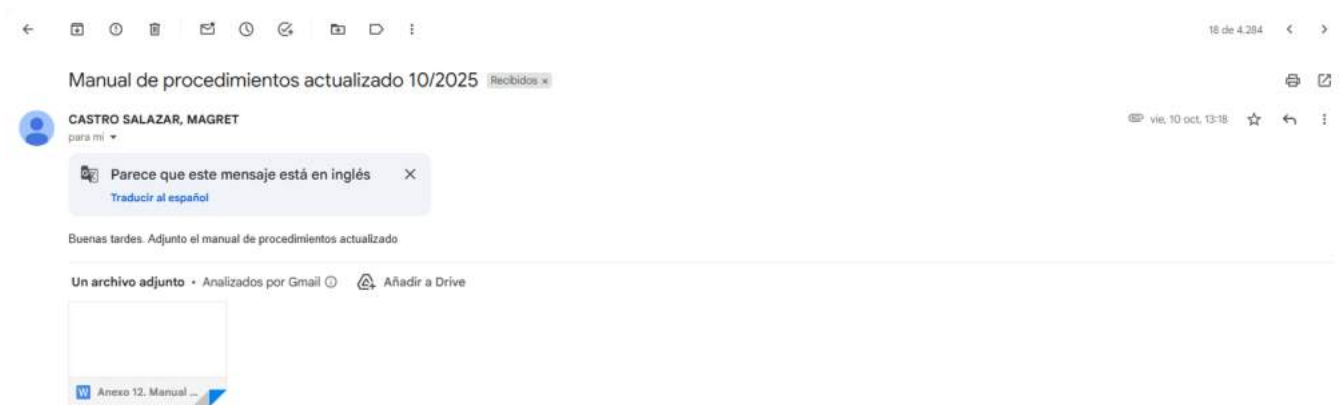 18 de 4.284
Manual de procedimientos actualizado 10/2025 Recibidos x
CASTRO SALAZAR, MAGRET
vie, 10 oct, 13:18
para mí
Parece que este mensaje está en inglés
Traducir al español
Buenas tardes. Adjunto el manual de procedimientos actualizado
Un archivo adjunto • Analizados por Gmail
Añadir a Drive
W Anexo 12. Manual ...